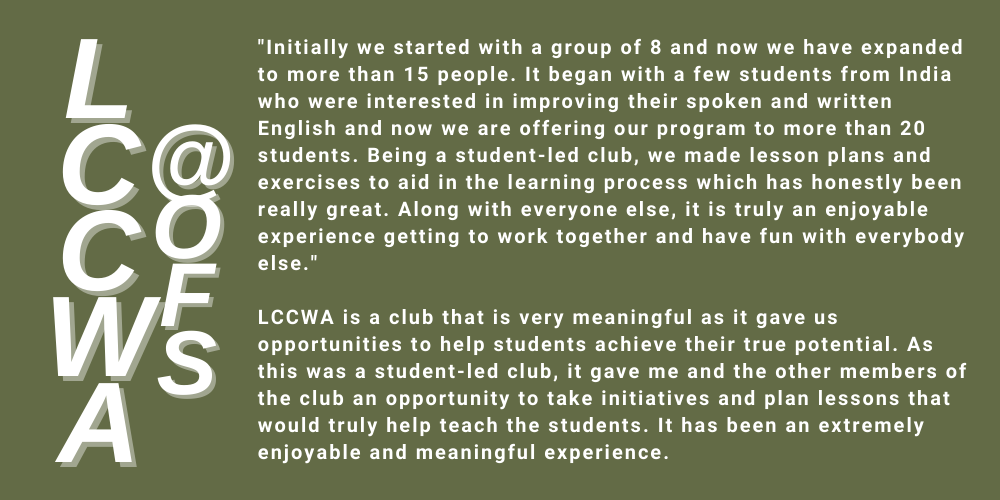 LCCWA
@OFS
"Initially we started with a group of 8 and now we have expanded
to more than 15 people. It began with a few students from India
who were interested in improving their spoken and written
English and now we are offering our program to more than 20
students. Being a student-led club, we made lesson plans and
exercises to aid in the learning process which has honestly been
really great. Along with everyone else, it is truly an enjoyable
experience getting to work together and have fun with everybody
else."
LCCWA is a club that is very meaningful as it gave us
opportunities to help students achieve their true potential. As
this was a student-led club, it gave me and the other members of
the club an opportunity to take initiatives and plan lessons that
would truly help teach the students. It has been an extremely
enjoyable and meaningful experience.